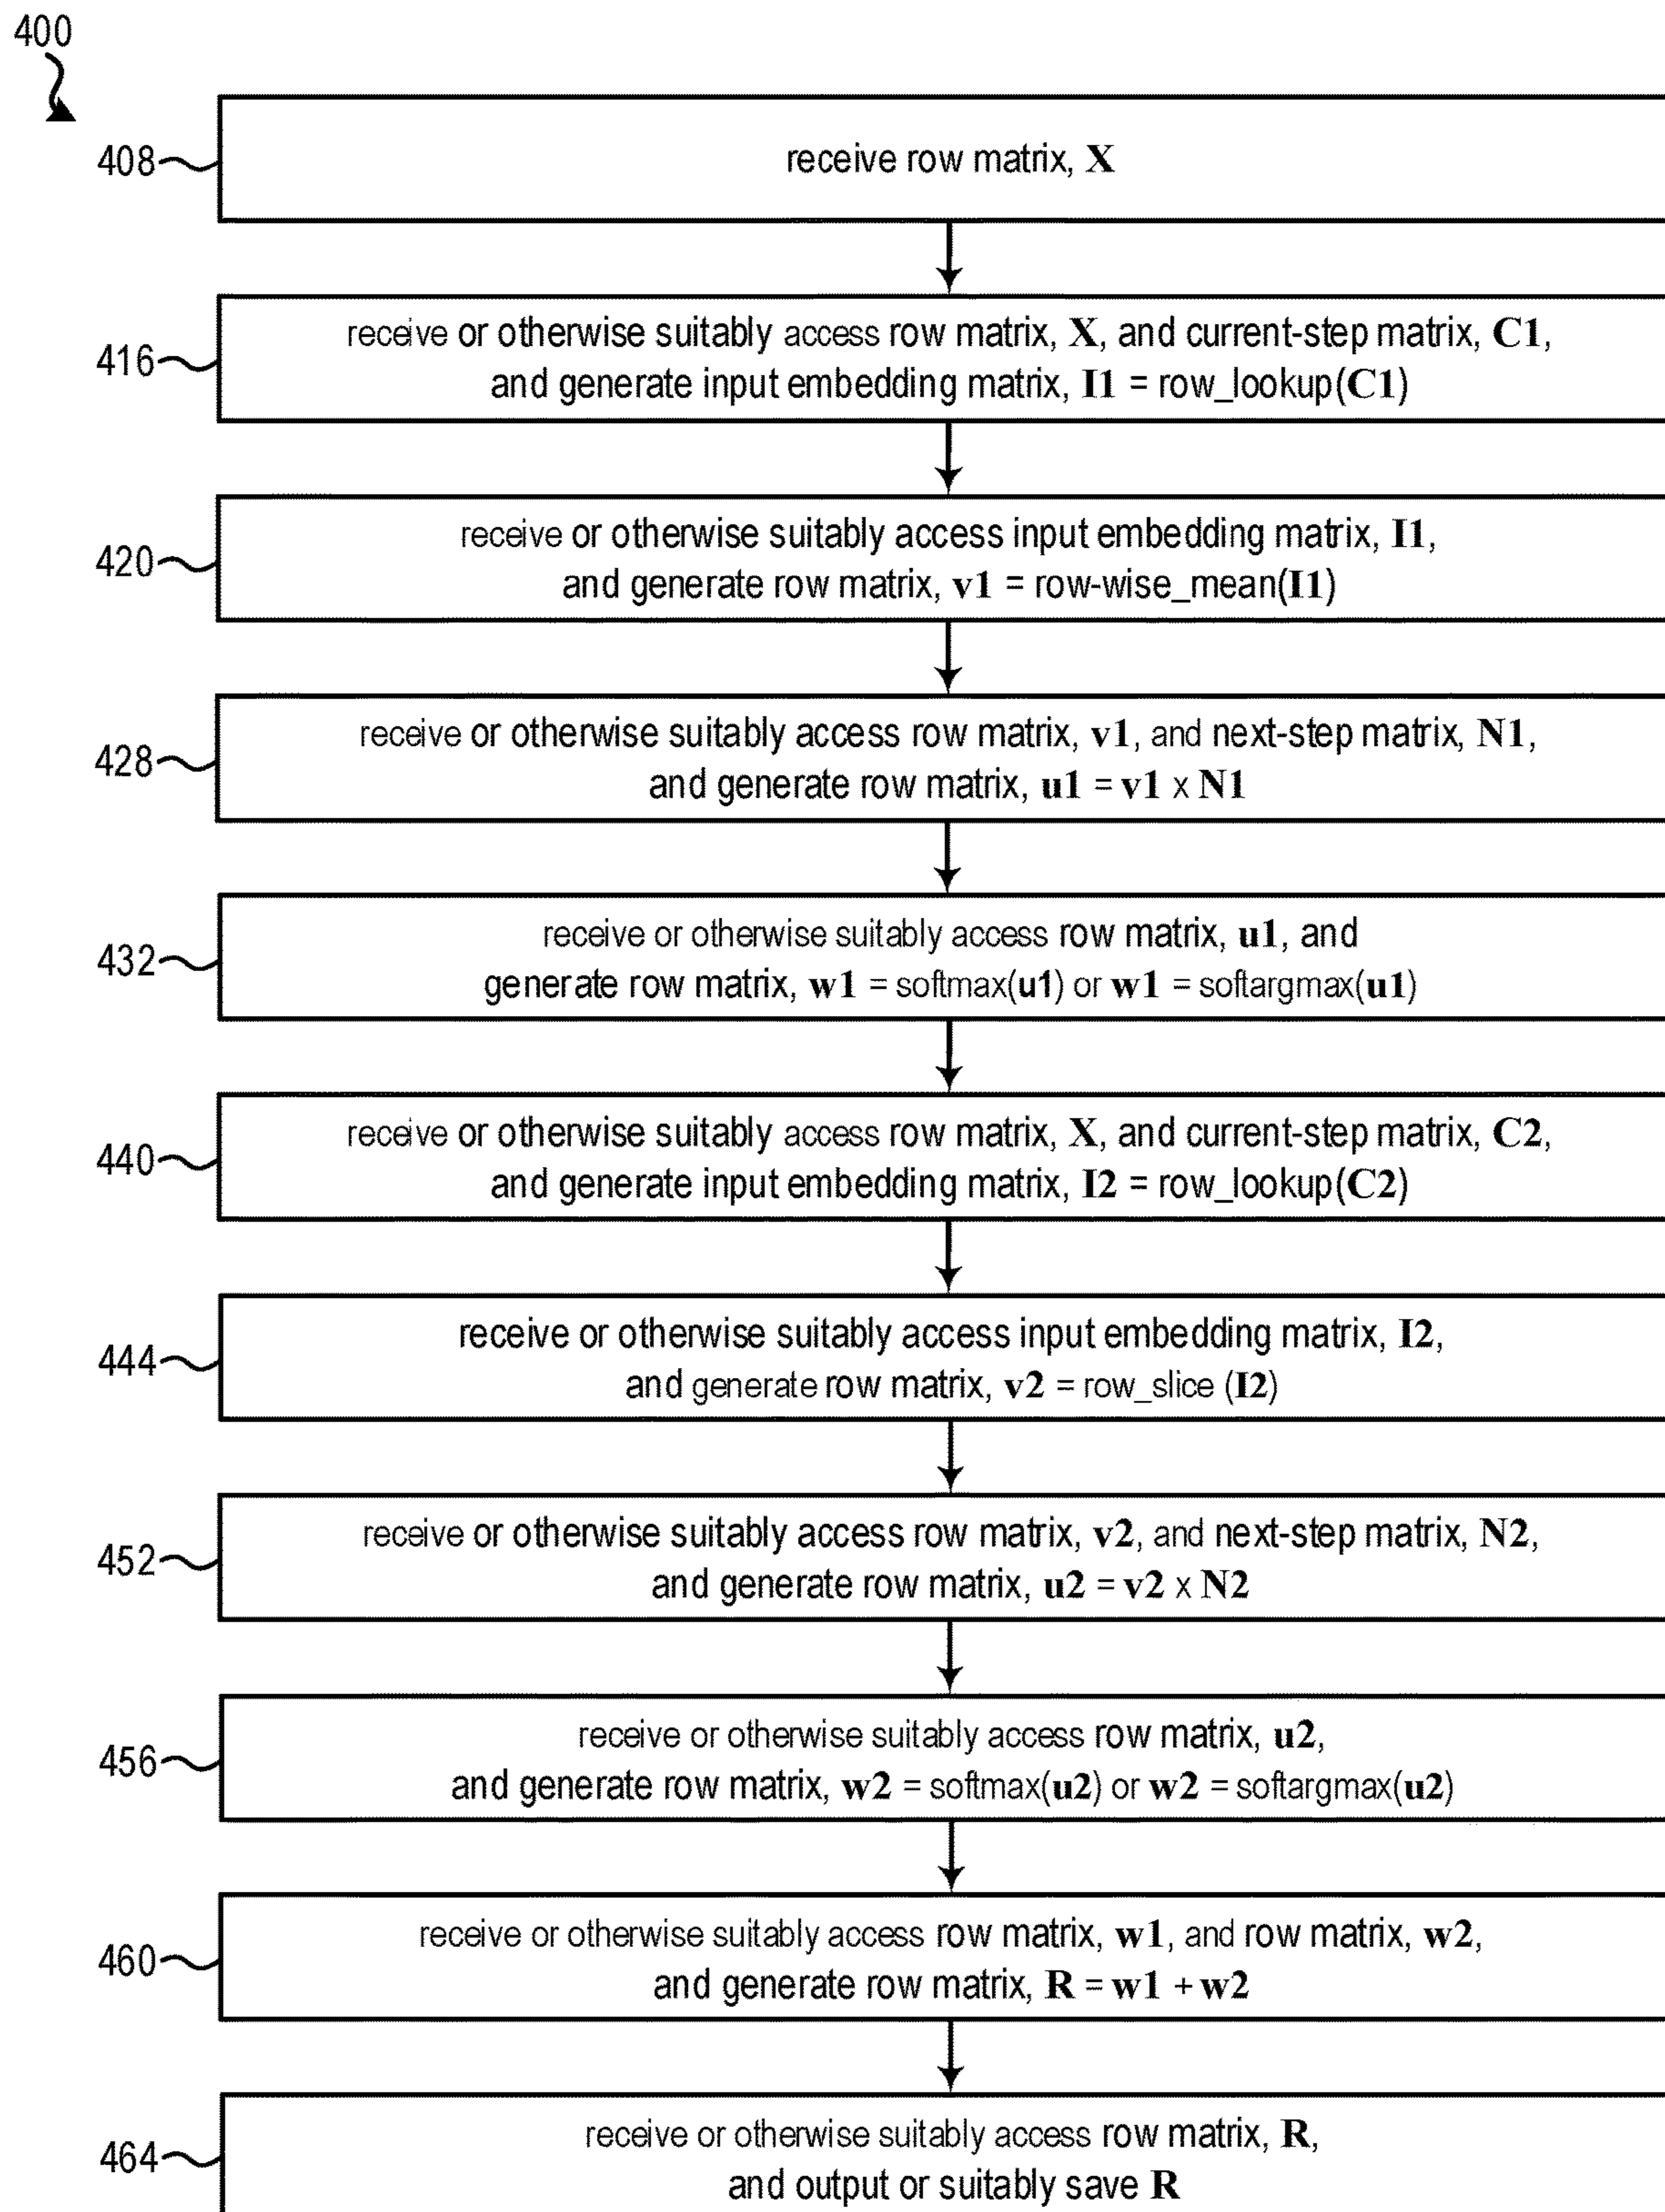 400
408
receive row matrix, X
416
receive or otherwise suitably access row matrix, X, and current-step matrix, C1,
and generate input embedding matrix, I1 = row_lookup(C1)
420
receive or otherwise suitably access input embedding matrix, I1,
and generate row matrix, v1 = row-wise_mean(I1)
428
receive or otherwise suitably access row matrix, v1, and next-step matrix, N1,
and generate row matrix, u1 = v1 x N1
432
receive or otherwise suitably access row matrix, u1, and
generate row matrix, w1 = softmax(u1) or w1 = softargmax(u1)
440
receive or otherwise suitably access row matrix, X, and current-step matrix, C2,
and generate input embedding matrix, I2 = row_lookup(C2)
444
receive or otherwise suitably access input embedding matrix, I2,
and generate row matrix, v2 = row_slice (I2)
452
receive or otherwise suitably access row matrix, v2, and next-step matrix, N2,
and generate row matrix, u2 = v2 x N2
456
receive or otherwise suitably access row matrix, u2,
and generate row matrix, w2 = softmax(u2) or w2 = softargmax(u2)
460
receive or otherwise suitably access row matrix, w1, and row matrix, w2,
and generate row matrix, R = w1 + w2
464
receive or otherwise suitably access row matrix, R,
and output or suitably save R